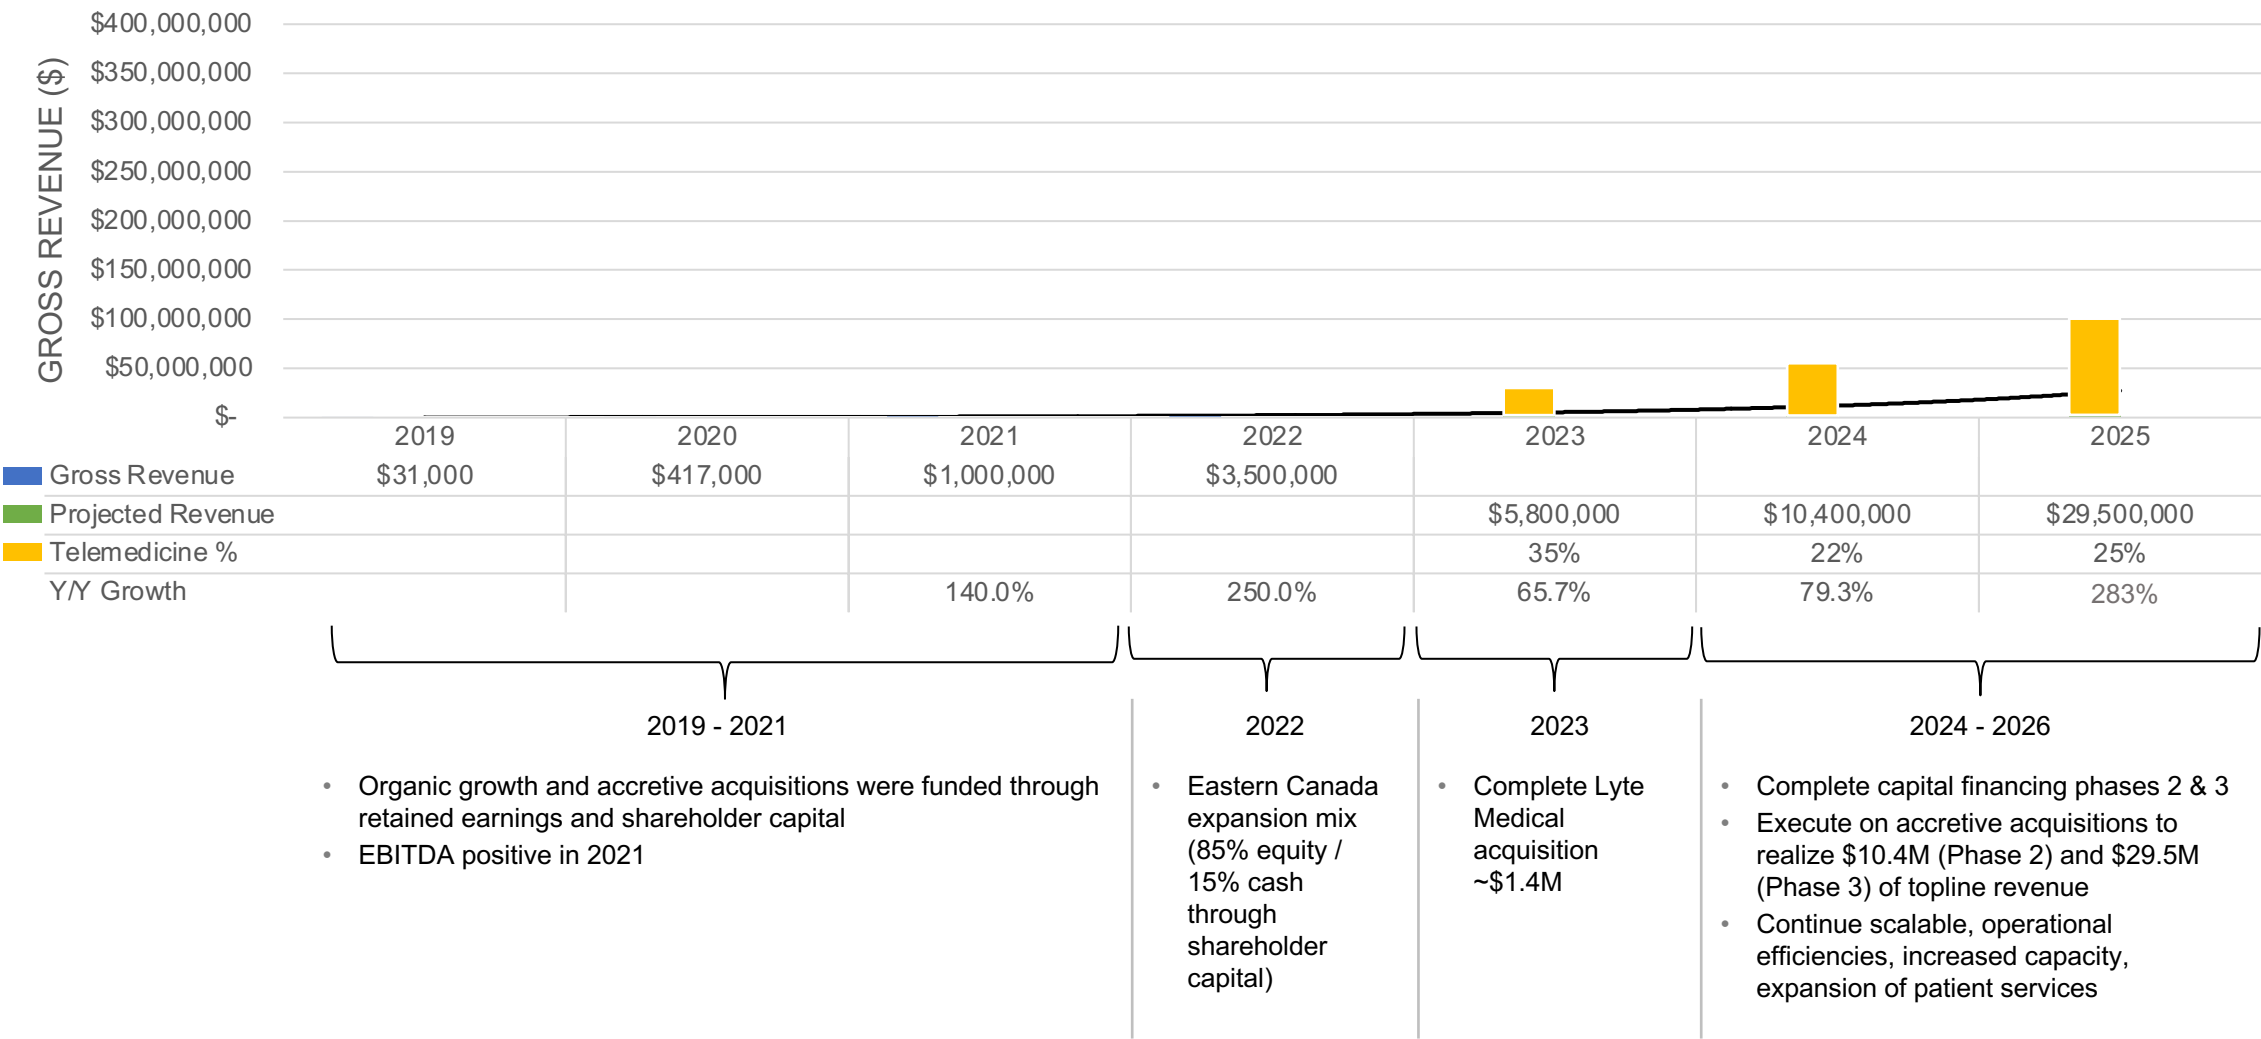 GROSS REVENUE ($)
$400,000,000
$350,000,000
$300,000,000
$250,000,000
$200,000,000
$150,000,000
$100,000,000
$50,000,000
$-
2019 2020 2021 2022 2023 2024 2025
Gross Revenue $31,000 $417,000 $1,000,000 $3,500,000
Projected Revenue $5,800,000 $10,400,000 $29,500,000
Telemedicine % 35% 22% 25%
Y/Y Growth 140.0% 250.0% 65.7% 79.3% 283%
2019 - 2021
• Organic growth and accretive acquisitions were funded through
retained earnings and shareholder capital
• EBITDA positive in 2021
2022
• Eastern Canada
expansion mix
(85% equity /
15% cash
through
shareholder
capital)
2023
• Complete Lyte
Medical
acquisition
~$1.4M
2024 - 2026
• Complete capital financing phases 2 & 3
• Execute on accretive acquisitions to
realize $10.4M (Phase 2) and $29.5M
(Phase 3) of topline revenue
• Continue scalable, operational
efficiencies, increased capacity,
expansion of patient services